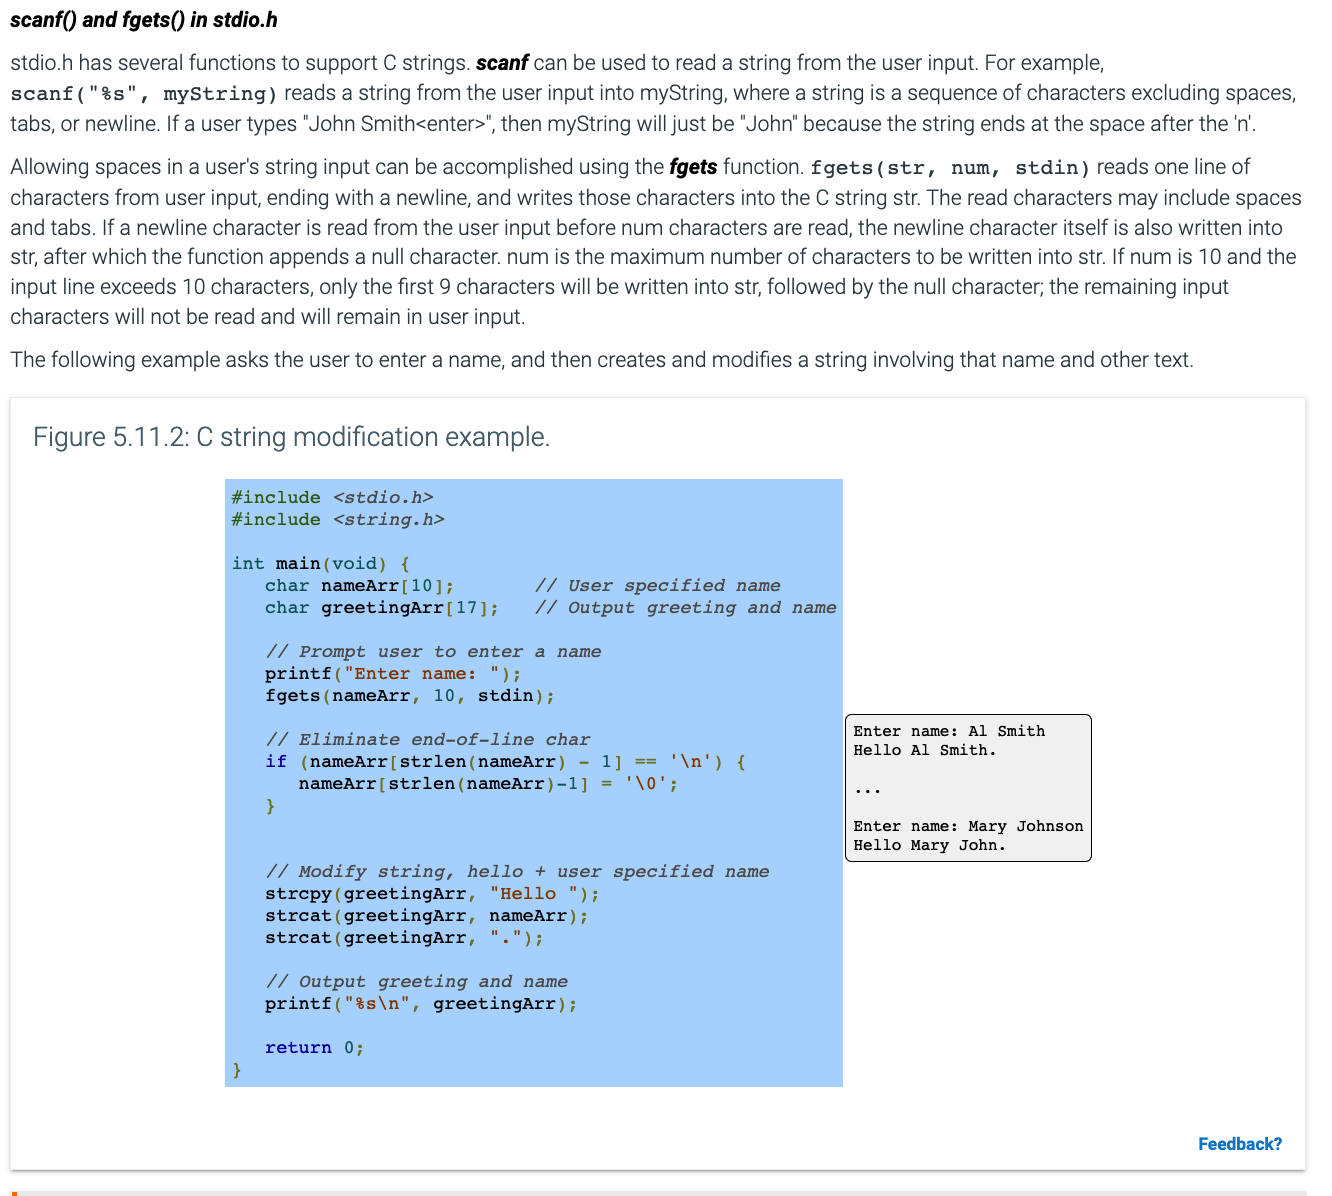 scanf() and fgets() in stdio.h
stdio.h has several functions to support C strings. scanf can be used to read a string from the user input. For example,
scanf("%s", myString) reads a string from the user input into myString, where a string is a sequence of characters excluding spaces,
tabs, or newline. If a user types "John Smith<enter>", then myString will just be "John" because the string ends at the space after the 'n'.
Allowing spaces in a user's string input can be accomplished using the fgets function. fgets(str, num, stdin) reads one line of
characters from user input, ending with a newline, and writes those characters into the C string str. The read characters may include spaces
and tabs. If a newline character is read from the user input before num characters are read, the newline character itself is also written into
str, after which the function appends a null character. num is the maximum number of characters to be written into str. If num is 10 and the
input line exceeds 10 characters, only the first 9 characters will be written into str, followed by the null character; the remaining input
characters will not be read and will remain in user input.
The following example asks the user to enter a name, and then creates and modifies a string involving that name and other text.
Figure 5.11.2: C string modification example.
#include <stdio.h>
#include <string.h>
int main(void) {
   char nameArr[10];       // User specified name
   char greetingArr[17];   // Output greeting and name
   // Prompt user to enter a name
   printf("Enter name: ");
   fgets(nameArr, 10, stdin);
   // Eliminate end-of-line char
   if (nameArr[strlen(nameArr) - 1] == '\n') {
      nameArr[strlen(nameArr)-1] = '\0';
   }
   // Modify string, hello + user specified name
   strcpy(greetingArr, "Hello ");
   strcat(greetingArr, nameArr);
   strcat(greetingArr, ".");
   // Output greeting and name
   printf("%s\n", greetingArr);
   return 0;
}
Enter name: Al Smith
Hello Al Smith.
...
Enter name: Mary Johnson
Hello Mary John.
Feedback?